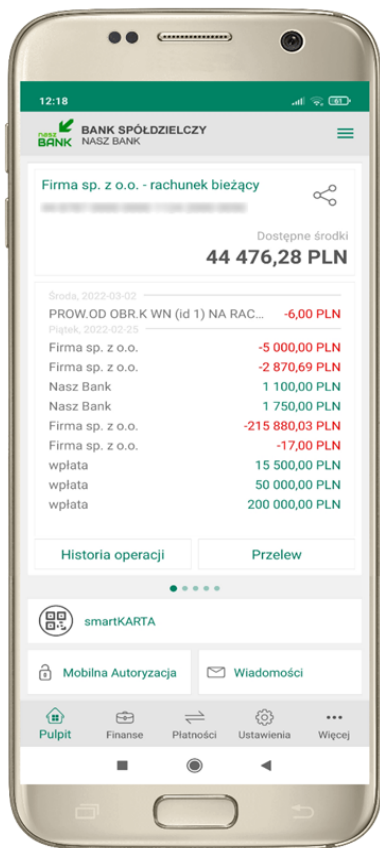 12:18
61
nasz BANK
BANK SPÓŁDZIELCZY
NASZ BANK
Firma sp. z o.o. - rachunek bieżący
Dostępne środki
44 476,28 PLN
Środa, 2022-03-02
PROW.OD OBR.K WN (id 1) NA RAC... -6,00 PLN
Piątek, 2022-02-25
Firma sp. z o.o. -5 000,00 PLN
Firma sp. z o.o. -2 870,69 PLN
Nasz Bank 1 100,00 PLN
Nasz Bank 1 750,00 PLN
Firma sp. z o.o. -215 880,03 PLN
Firma sp. z o.o. -17,00 PLN
wpłata 15 500,00 PLN
wpłata 50 000,00 PLN
wpłata 200 000,00 PLN
Historia operacji Przelew
smartKARTA
Mobilna Autoryzacja Wiadomości
Pulpit Finanse Płatności Ustawienia Więcej